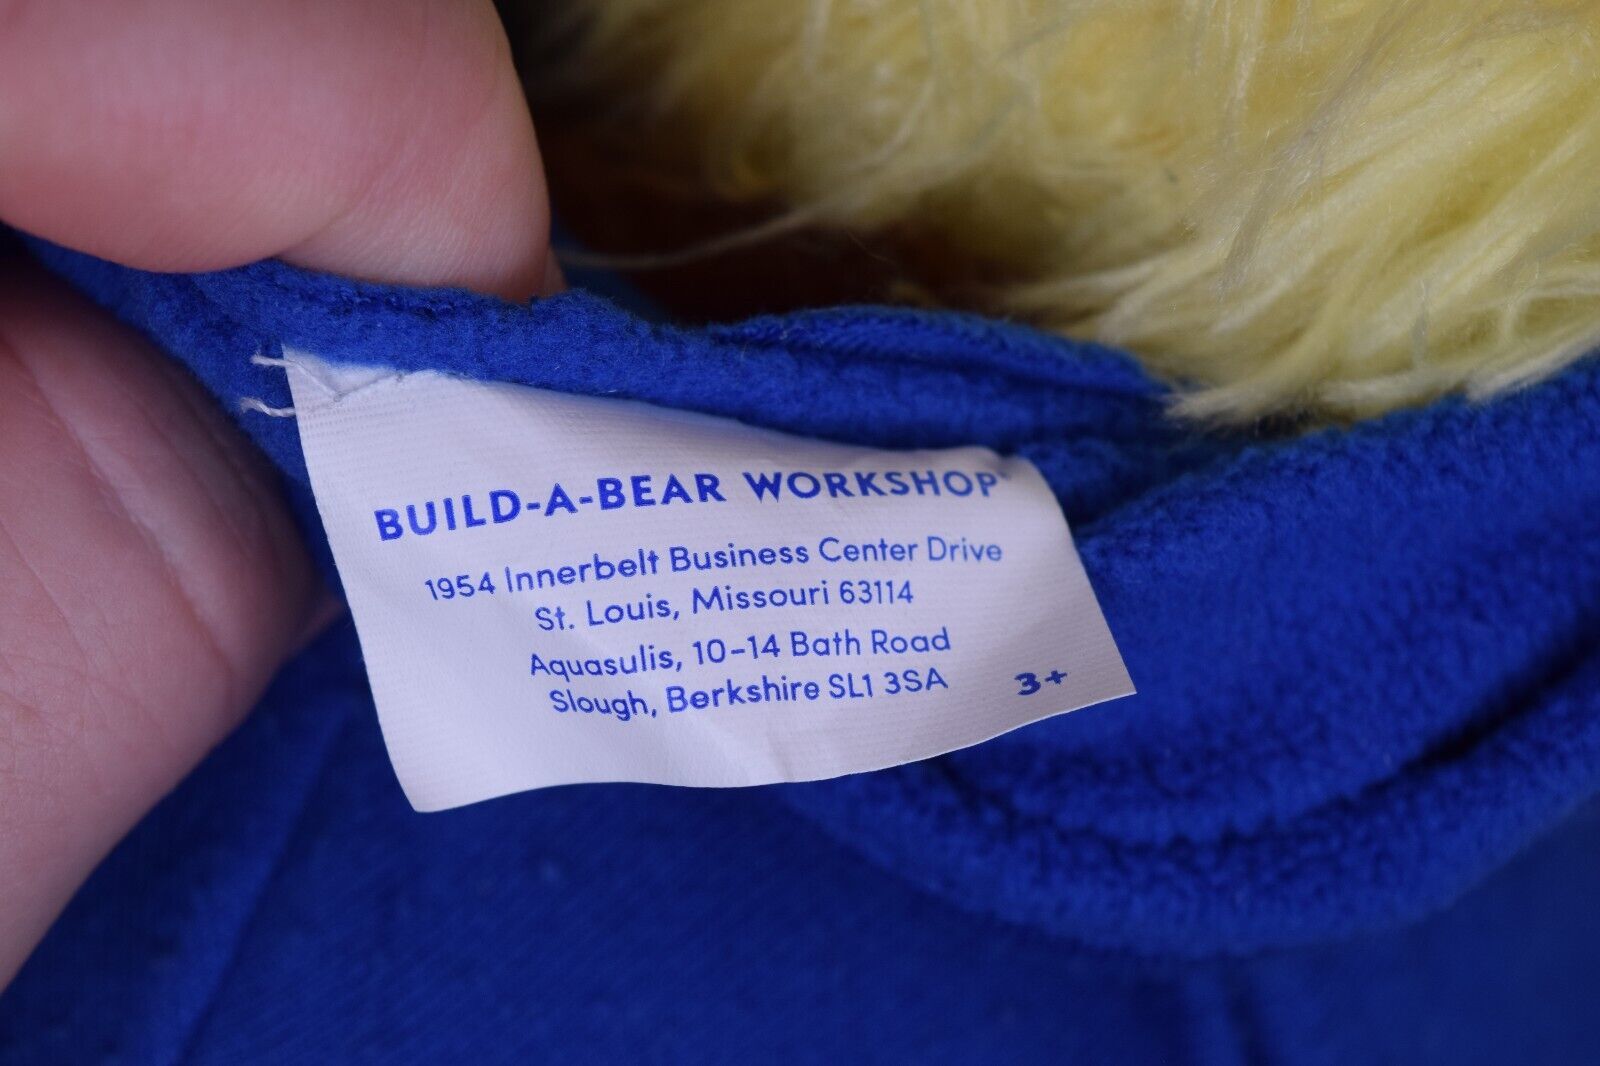 BUILD-A-BEAR WORKSHOP®
1954 Innerbelt Business Center Drive
St. Louis, Missouri 63114
Aquasulis, 10-14 Bath Road
Slough, Berkshire SL1 3SA
3+